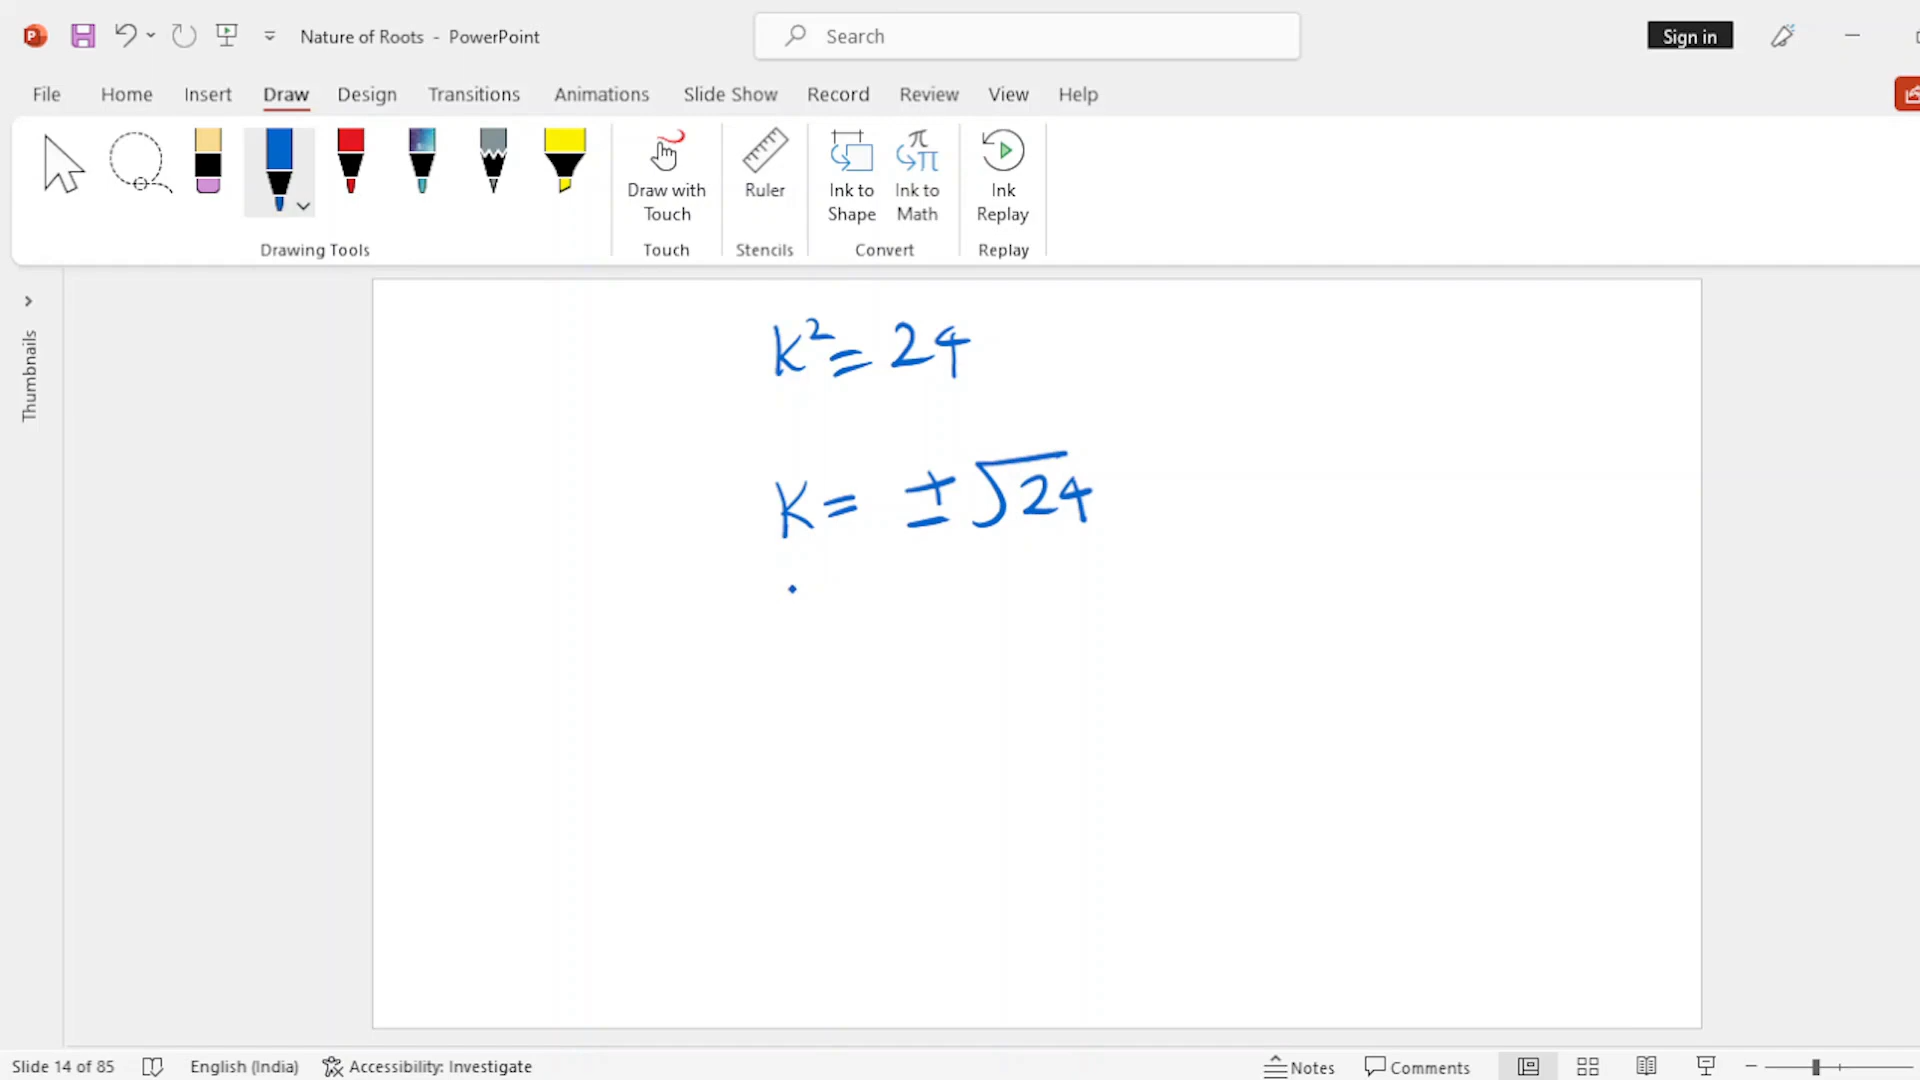 Nature of Roots - PowerPoint
Search
Sign in
File Home Insert Draw Design Transitions Animations Slide Show Record Review View Help
Draw with Touch
Ruler
Ink to Shape
Ink to Math
Ink Replay
Drawing Tools
Touch
Stencils
Convert
Replay
Thumbnails
K² = 24
K = ± √24
Slide 14 of 85
English (India)
Accessibility: Investigate
Notes
Comments